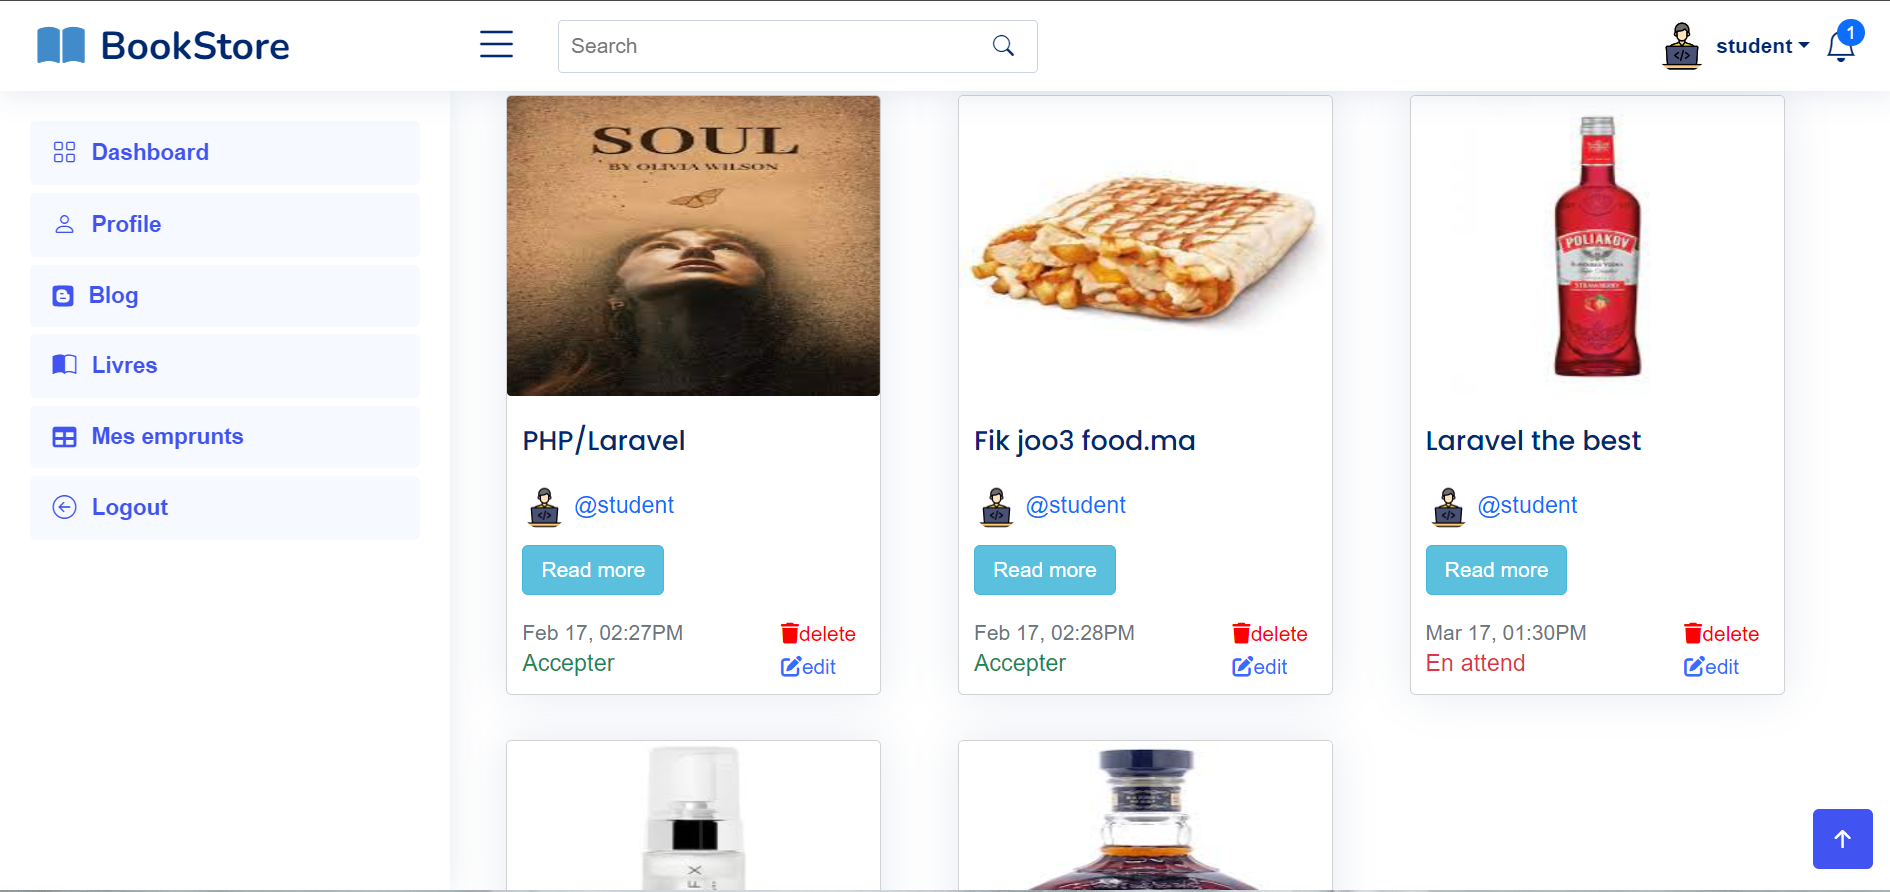 BookStore
Search
student
1
Dashboard
Profile
Blog
Livres
Mes emprunts
Logout
SOUL
BY OLIVIA WILSON
POLIAKOV
STRAWBERRY
PHP/Laravel
@student
Read more
Feb 17, 02:27PM
delete
Accepter
edit
Fik joo3 food.ma
@student
Read more
Feb 17, 02:28PM
delete
Accepter
edit
Laravel the best
@student
Read more
Mar 17, 01:30PM
delete
En attend
edit
FX